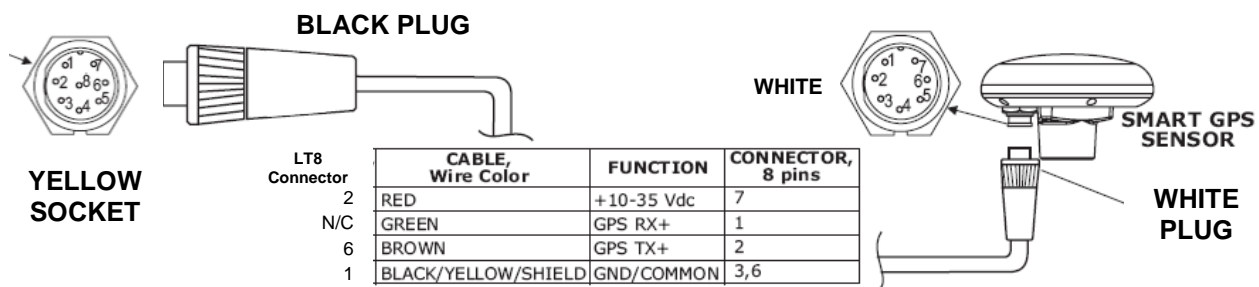 BLACK PLUG
1 7
2 8 6
3 4 5
YELLOW
SOCKET
WHITE
1 7
2 6
3 4 5
SMART GPS
SENSOR
WHITE
PLUG
LT8 Connector CABLE, Wire Color FUNCTION CONNECTOR, 8 pins
2 RED +10-35 Vdc 7
N/C GREEN GPS RX+ 1
6 BROWN GPS TX+ 2
1 BLACK/YELLOW/SHIELD GND/COMMON 3,6